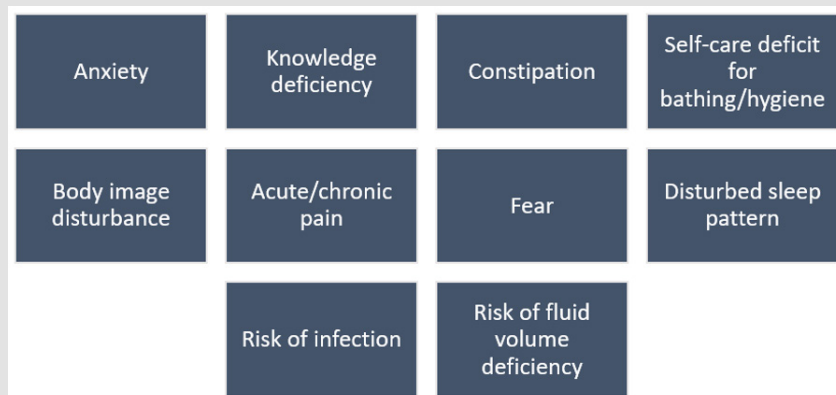 Anxiety
Knowledge
deficiency
Constipation
Self-care deficit
for
bathing/hygiene
Body image
disturbance
Acute/chronic
pain
Fear
Disturbed sleep
pattern
Risk of infection
Risk of fluid
volume
deficiency